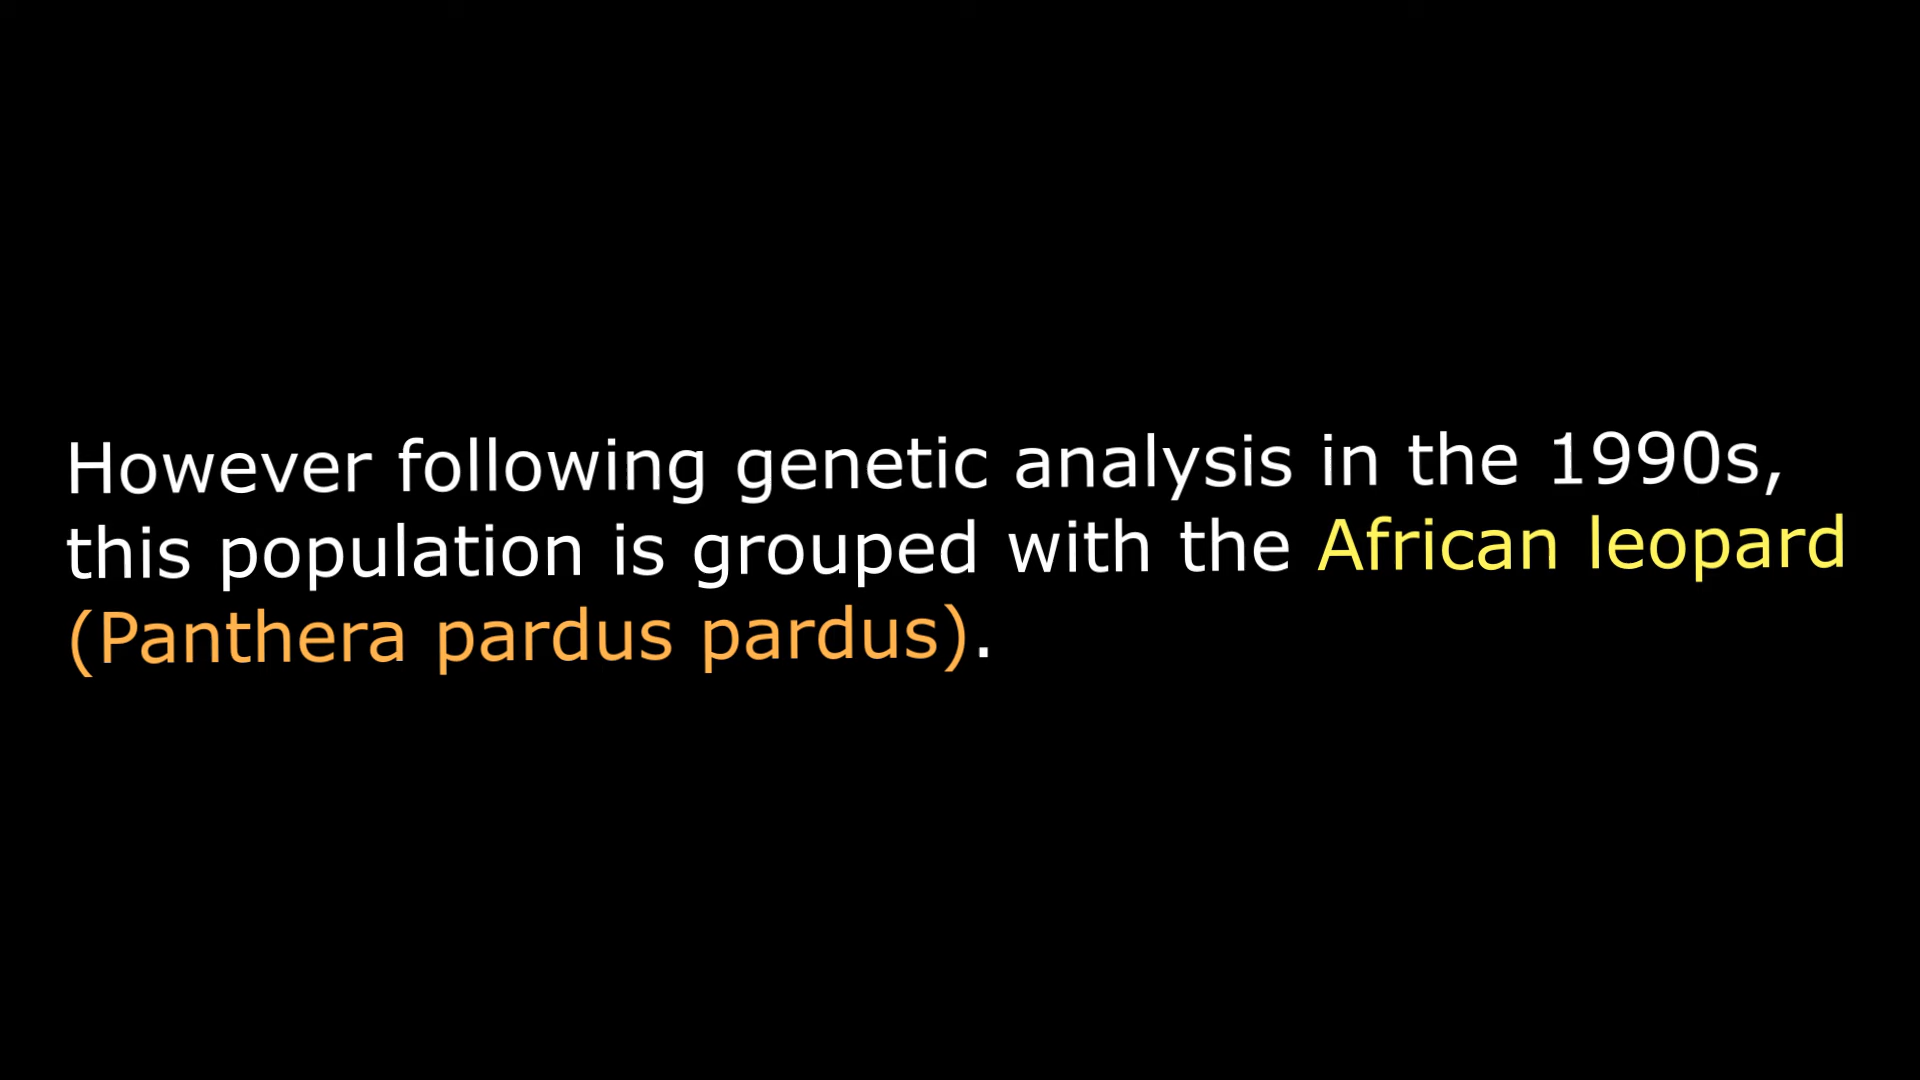 However following genetic analysis in the 1990s,
this population is grouped with the African leopard
(Panthera pardus pardus).